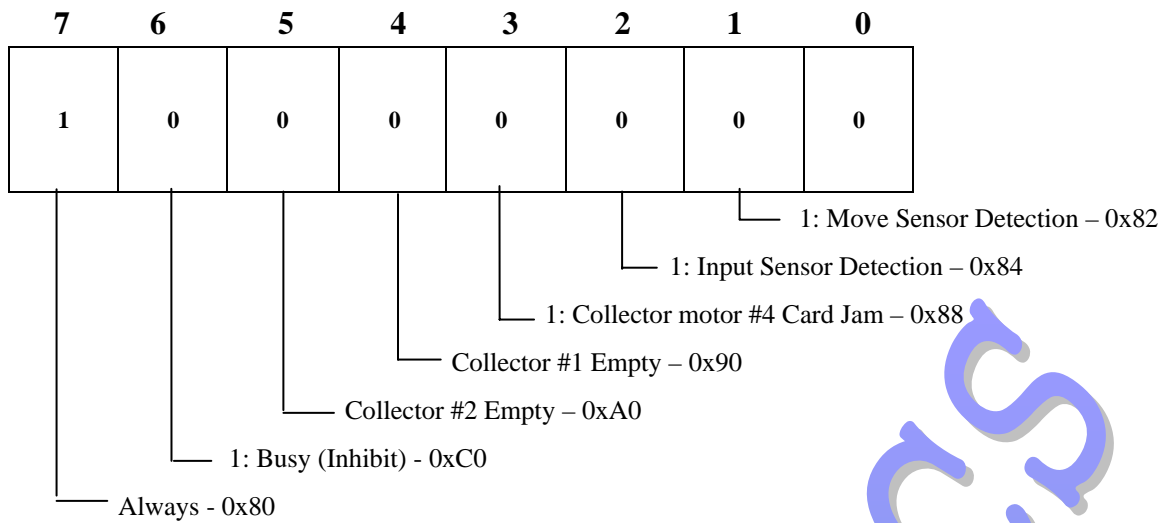 7 6 5 4 3 2 1 0
1 0 0 0 0 0 0 0
1: Move Sensor Detection – 0x82
1: Input Sensor Detection – 0x84
1: Collector motor #4 Card Jam – 0x88
Collector #1 Empty – 0x90
Collector #2 Empty – 0xA0
1: Busy (Inhibit) - 0xC0
Always - 0x80